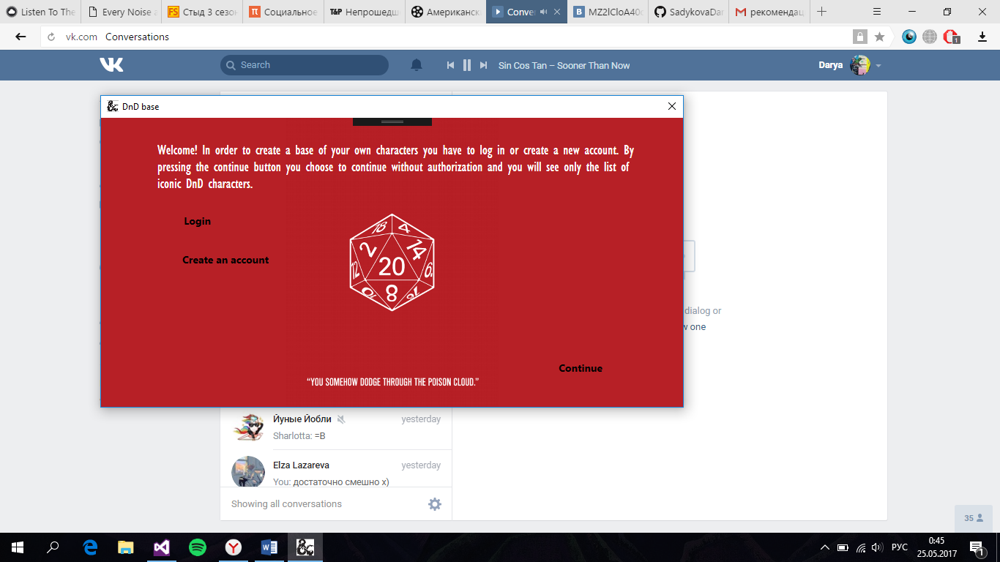 Listen To The
Every Noise a
Стыд 3 сезо
Социальное
T&P Непрошедш
Американск
Conve
MZ2lCloA40
SadykovaDar
рекомендац
vk.com Conversations
1
Search
Sin Cos Tan – Sooner Than Now
Darya
DnD base
Welcome! In order to create a base of your own characters you have to log in or create a new account. By
pressing the continue button you choose to continue without authorization and you will see only the list of
iconic DnD characters.
Login
Create an account
18 4
2 14
20
12 6.
10 8 16
Continue
“YOU SOMEHOW DODGE THROUGH THE POISON CLOUD.”
dialog or
w one
Йуные Йобли yesterday
Sharlotta: =B
Elza Lazareva yesterday
You: достаточно смешно x)
Showing all conversations
35
РУС
0:45
25.05.2017
1